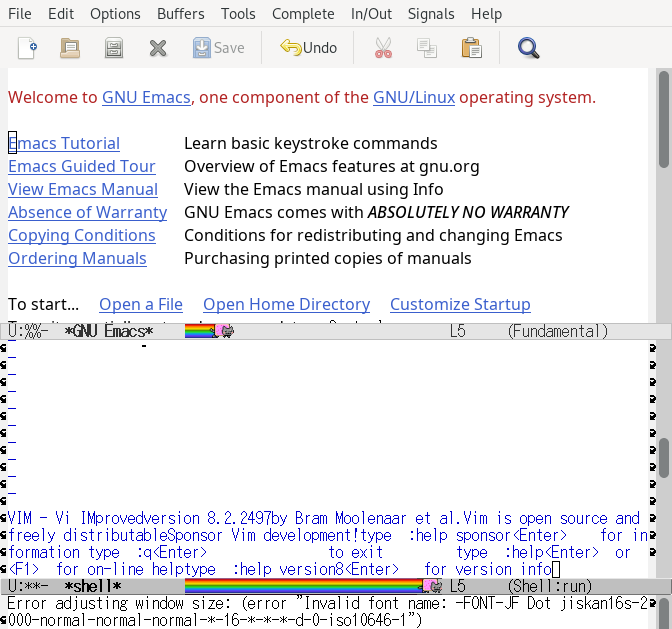 File Edit Options Buffers Tools Complete In/Out Signals Help
Save Undo
Welcome to GNU Emacs, one component of the GNU/Linux operating system.
Emacs Tutorial Learn basic keystroke commands
Emacs Guided Tour Overview of Emacs features at gnu.org
View Emacs Manual View the Emacs manual using Info
Absence of Warranty GNU Emacs comes with ABSOLUTELY NO WARRANTY
Copying Conditions Conditions for redistributing and changing Emacs
Ordering Manuals Purchasing printed copies of manuals
To start... Open a File Open Home Directory Customize Startup
U:%%- *GNU Emacs* L5 (Fundamental)
VIM - Vi IMprovedversion 8.2.2497by Bram Moolenaar et al.Vim is open source and
freely distributableSponsor Vim development!type :help sponsor<Enter> for in
formation type :q<Enter> to exit type :help<Enter> or
<F1> for on-line helptype :help version8<Enter> for version info
U:**- *shell* L5 (Shell:run)
Error adjusting window size: (error "Invalid font name: -FONT-JF Dot jiskan16s-2
000-normal-normal-normal-*-16-*-*-*-d-0-iso10646-1")